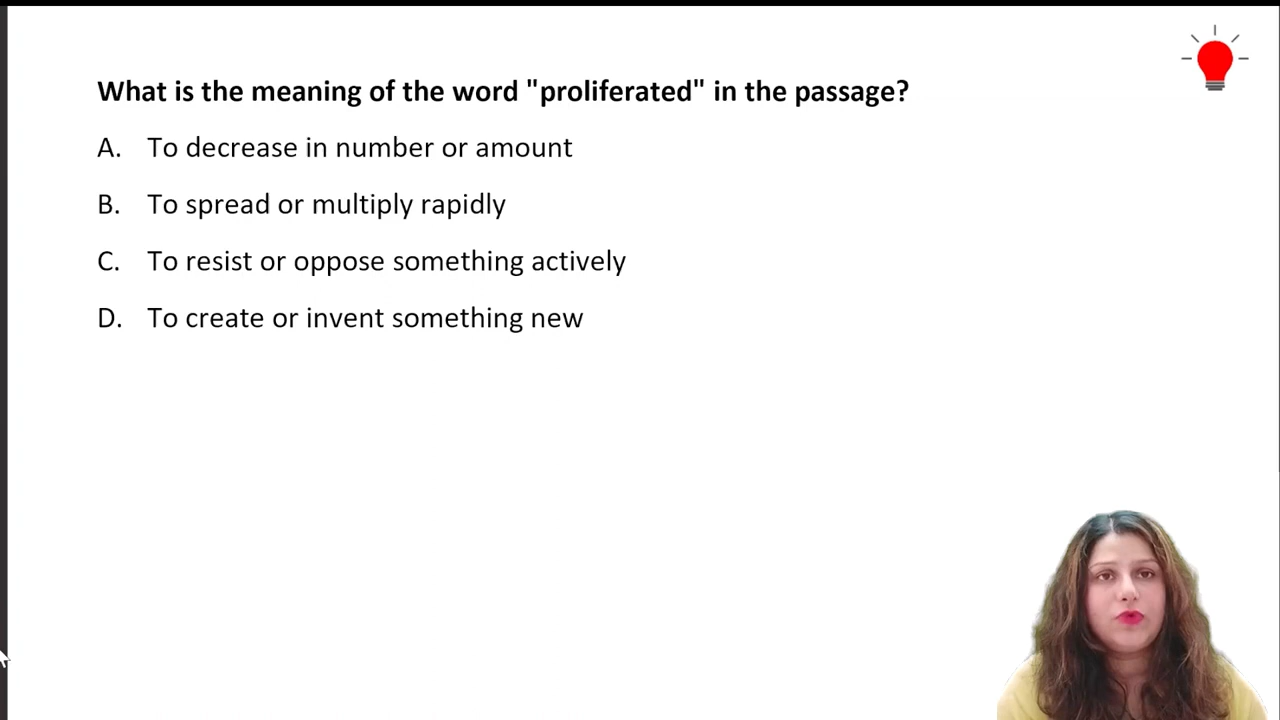 What is the meaning of the word "proliferated" in the passage?
A. To decrease in number or amount
B. To spread or multiply rapidly
C. To resist or oppose something actively
D. To create or invent something new